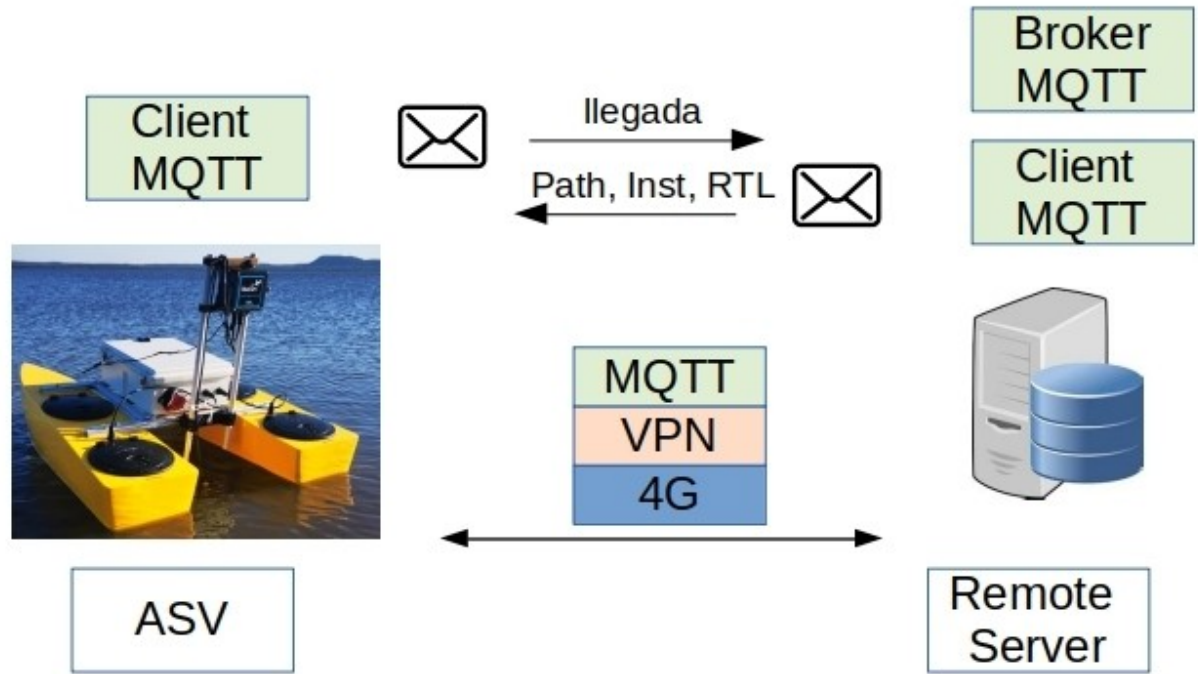 Broker
MQTT
Client
MQTT
llegada
Path, Inst, RTL
Client
MQTT
MQTT
VPN
4G
ASV
Remote
Server